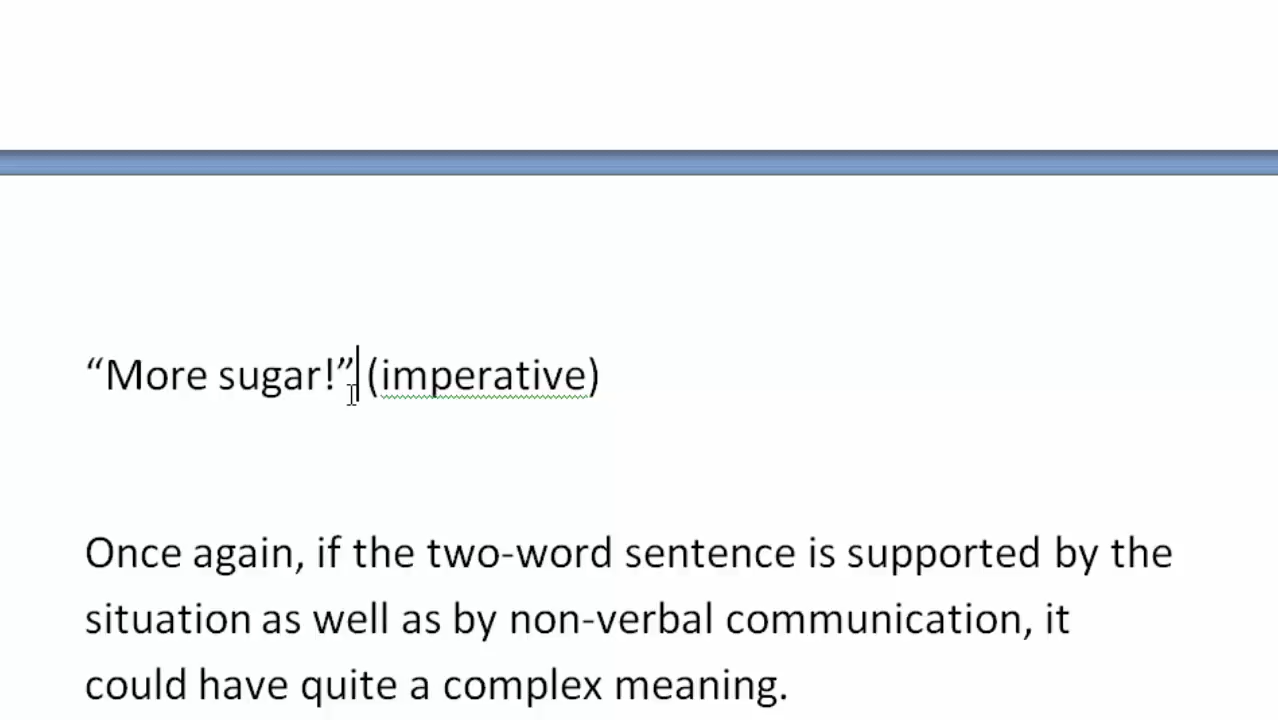 “More sugar!” (imperative)
Once again, if the two-word sentence is supported by the
situation as well as by non-verbal communication, it
could have quite a complex meaning.